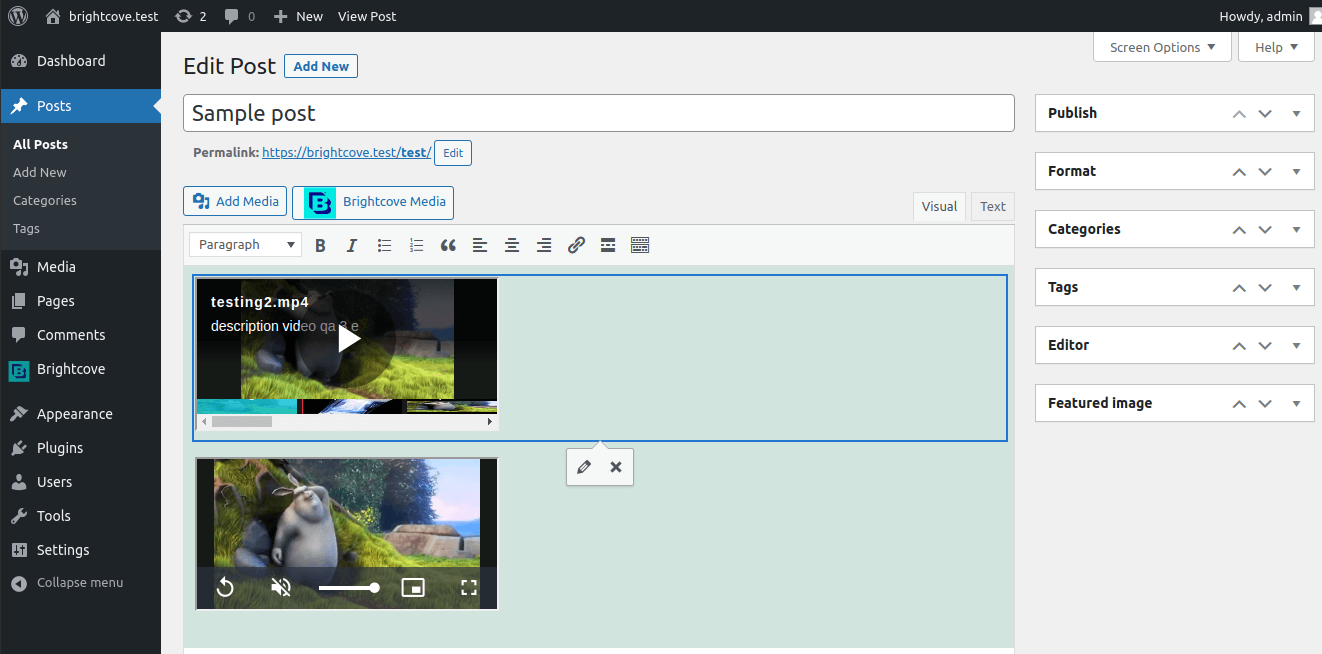 brightcove.test 2 0 New View Post Howdy, admin
Screen Options Help
Dashboard
Posts
All Posts
Add New
Categories
Tags
Media
Pages
Comments
Brightcove
Appearance
Plugins
Users
Tools
Settings
Collapse menu
Edit Post Add New
Sample post
Permalink: https://brightcove.test/test/ Edit
Add Media Brightcove Media
Visual Text
Paragraph B I
testing2.mp4
description video qa 3 e
Publish
Format
Categories
Tags
Editor
Featured image